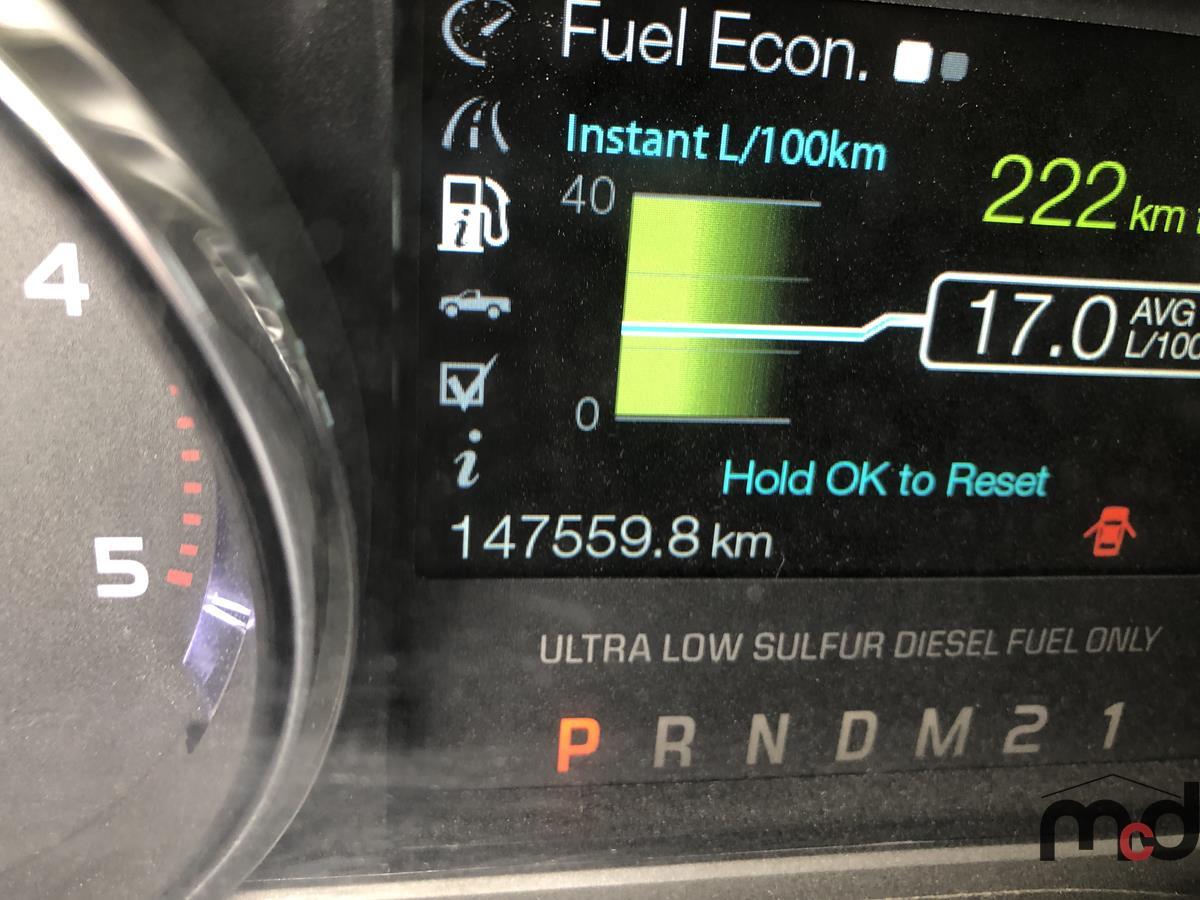 Fuel Econ.
Instant L/100km
40
222 km
17.0 AVG
L/100
0
Hold OK to Reset
147559.8 km
4
5
ULTRA LOW SULFUR DIESEL FUEL ONLY
P R N D M 2 1
mcd